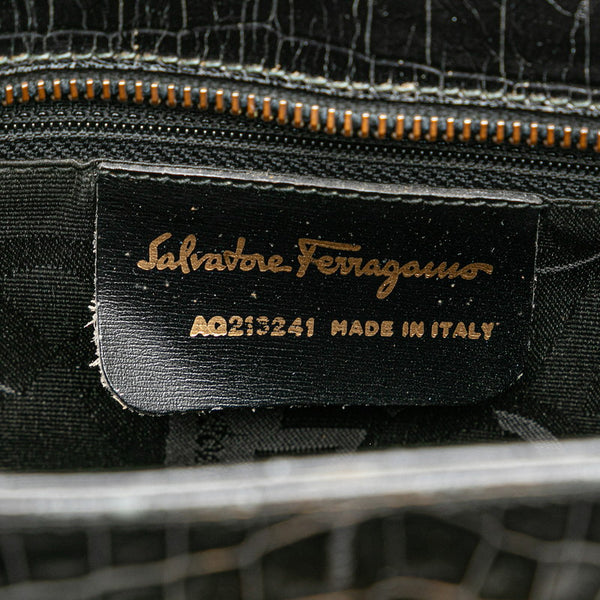 Salvatore Ferragamo
AQ213241 MADE IN ITALY